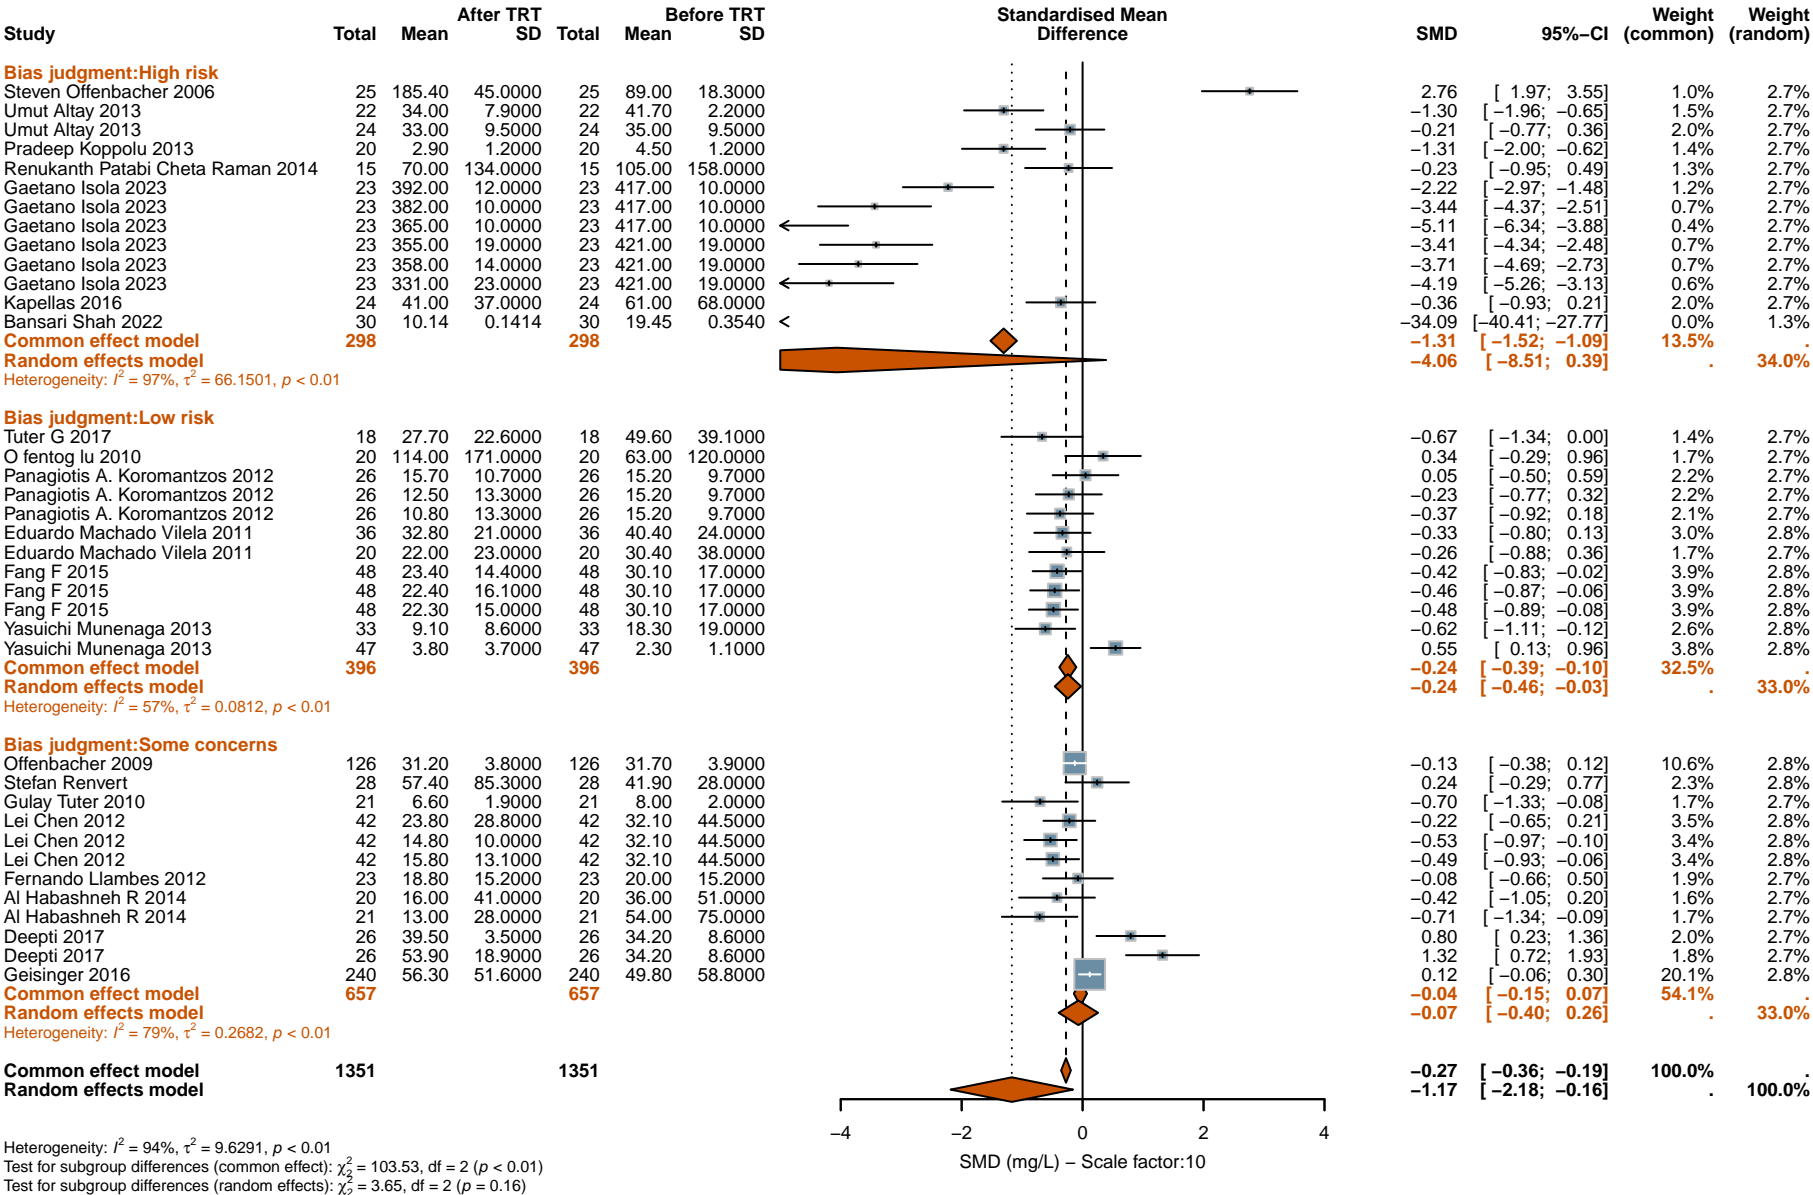 After TRT Before TRT Standardised Mean Weight Weight
Study Total Mean SD Total Mean SD Difference SMD 95%−CI (common) (random)
Bias judgment:High risk
Steven Offenbacher 2006 25 185.40 45.0000 25 89.00 18.3000 2.76 [ 1.97; 3.55] 1.0% 2.7%
Umut Altay 2013 22 34.00 7.9000 22 41.70 2.2000 −1.30 [ −1.96; −0.65] 1.5% 2.7%
Umut Altay 2013 24 33.00 9.5000 24 35.00 9.5000 −0.21 [ −0.77; 0.36] 2.0% 2.7%
Pradeep Koppolu 2013 20 2.90 1.2000 20 4.50 1.2000 −1.31 [ −2.00; −0.62] 1.4% 2.7%
Renukanth Patabi Cheta Raman 2014 15 70.00 134.0000 15 105.00 158.0000 −0.23 [ −0.95; 0.49] 1.3% 2.7%
Gaetano Isola 2023 23 392.00 12.0000 23 417.00 10.0000 −2.22 [ −2.97; −1.48] 1.2% 2.7%
Gaetano Isola 2023 23 382.00 10.0000 23 417.00 10.0000 −3.44 [ −4.37; −2.51] 0.7% 2.7%
Gaetano Isola 2023 23 365.00 10.0000 23 417.00 10.0000 −5.11 [ −6.34; −3.88] 0.4% 2.7%
Gaetano Isola 2023 23 355.00 19.0000 23 421.00 19.0000 −3.41 [ −4.34; −2.48] 0.7% 2.7%
Gaetano Isola 2023 23 358.00 14.0000 23 421.00 19.0000 −3.71 [ −4.69; −2.73] 0.7% 2.7%
Gaetano Isola 2023 23 331.00 23.0000 23 421.00 19.0000 −4.19 [ −5.26; −3.13] 0.6% 2.7%
Kapellas 2016 24 41.00 37.0000 24 61.00 68.0000 −0.36 [ −0.93; 0.21] 2.0% 2.7%
Bansari Shah 2022 30 10.14 0.1414 30 19.45 0.3540 −34.09 [−40.41; −27.77] 0.0% 1.3%
Common effect model 298 298 −1.31 [ −1.52; −1.09] 13.5% .
Random effects model −4.06 [ −8.51; 0.39] . 34.0%
Heterogeneity: I² = 97%, τ² = 66.1501, p < 0.01
Bias judgment:Low risk
Tuter G 2017 18 27.70 22.6000 18 49.60 39.1000 −0.67 [ −1.34; 0.00] 1.4% 2.7%
O fentog lu 2010 20 114.00 171.0000 20 63.00 120.0000 0.34 [ −0.29; 0.96] 1.7% 2.7%
Panagiotis A. Koromantzos 2012 26 15.70 10.7000 26 15.20 9.7000 0.05 [ −0.50; 0.59] 2.2% 2.7%
Panagiotis A. Koromantzos 2012 26 12.50 13.3000 26 15.20 9.7000 −0.23 [ −0.77; 0.32] 2.2% 2.7%
Panagiotis A. Koromantzos 2012 26 10.80 13.3000 26 15.20 9.7000 −0.37 [ −0.92; 0.18] 2.1% 2.7%
Eduardo Machado Vilela 2011 36 32.80 21.0000 36 40.40 24.0000 −0.33 [ −0.80; 0.13] 3.0% 2.8%
Eduardo Machado Vilela 2011 20 22.00 23.0000 20 30.40 38.0000 −0.26 [ −0.88; 0.36] 1.7% 2.7%
Fang F 2015 48 23.40 14.4000 48 30.10 17.0000 −0.42 [ −0.83; −0.02] 3.9% 2.8%
Fang F 2015 48 22.40 16.1000 48 30.10 17.0000 −0.46 [ −0.87; −0.06] 3.9% 2.8%
Fang F 2015 48 22.30 15.0000 48 30.10 17.0000 −0.48 [ −0.89; −0.08] 3.9% 2.8%
Yasuichi Munenaga 2013 33 9.10 8.6000 33 18.30 19.0000 −0.62 [ −1.11; −0.12] 2.6% 2.8%
Yasuichi Munenaga 2013 47 3.80 3.7000 47 2.30 1.1000 0.55 [ 0.13; 0.96] 3.8% 2.8%
Common effect model 396 396 −0.24 [ −0.39; −0.10] 32.5% .
Random effects model −0.24 [ −0.46; −0.03] . 33.0%
Heterogeneity: I² = 57%, τ² = 0.0812, p < 0.01
Bias judgment:Some concerns
Offenbacher 2009 126 31.20 3.8000 126 31.70 3.9000 −0.13 [ −0.38; 0.12] 10.6% 2.8%
Stefan Renvert 28 57.40 85.3000 28 41.90 28.0000 0.24 [ −0.29; 0.77] 2.3% 2.8%
Gulay Tuter 2010 21 6.60 1.9000 21 8.00 2.0000 −0.70 [ −1.33; −0.08] 1.7% 2.7%
Lei Chen 2012 42 23.80 28.8000 42 32.10 44.5000 −0.22 [ −0.65; 0.21] 3.5% 2.8%
Lei Chen 2012 42 14.80 10.0000 42 32.10 44.5000 −0.53 [ −0.97; −0.10] 3.4% 2.8%
Lei Chen 2012 42 15.80 13.1000 42 32.10 44.5000 −0.49 [ −0.93; −0.06] 3.4% 2.8%
Fernando Llambes 2012 23 18.80 15.2000 23 20.00 15.2000 −0.08 [ −0.66; 0.50] 1.9% 2.7%
Al Habashneh R 2014 20 16.00 41.0000 20 36.00 51.0000 −0.42 [ −1.05; 0.20] 1.6% 2.7%
Al Habashneh R 2014 21 13.00 28.0000 21 54.00 75.0000 −0.71 [ −1.34; −0.09] 1.7% 2.7%
Deepti 2017 26 39.50 3.5000 26 34.20 8.6000 0.80 [ 0.23; 1.36] 2.0% 2.7%
Deepti 2017 26 53.90 18.9000 26 34.20 8.6000 1.32 [ 0.72; 1.93] 1.8% 2.7%
Geisinger 2016 240 56.30 51.6000 240 49.80 58.8000 0.12 [ −0.06; 0.30] 20.1% 2.8%
Common effect model 657 657 −0.04 [ −0.15; 0.07] 54.1% .
Random effects model −0.07 [ −0.40; 0.26] . 33.0%
Heterogeneity: I² = 79%, τ² = 0.2682, p < 0.01
Common effect model 1351 1351 −0.27 [ −0.36; −0.19] 100.0% .
Random effects model −1.17 [ −2.18; −0.16] . 100.0%
−4 −2 0 2 4
Heterogeneity: I² = 94%, τ² = 9.6291, p < 0.01
SMD (mg/L) − Scale factor:10
Test for subgroup differences (common effect): χ²₂ = 103.53, df = 2 (p < 0.01)
Test for subgroup differences (random effects): χ²₂ = 3.65, df = 2 (p = 0.16)